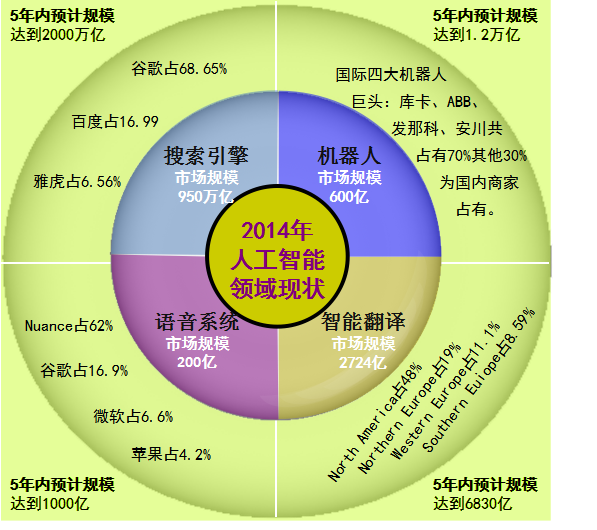 5年内预计规模
达到2000万亿
谷歌占68.65%
百度占16.99
雅虎占6.56%
搜索引擎
市场规模
950万亿
5年内预计规模
达到1.2万亿
国际四大机器人
巨头：库卡、ABB、
发那科、安川共
占有70%其他30%
为国内商家
占有。
机器人
市场规模
600亿
2014年
人工智能
领域现状
语音系统
市场规模
200亿
Nuance占62%
谷歌占16.9%
微软占6.6%
苹果占4.2%
5年内预计规模
达到1000亿
智能翻译
市场规模
2724亿
North America占48%
Northern Europe占19%
Western Europe占11.1%
Southern Euiope占8.59%
5年内预计规模
达到6830亿